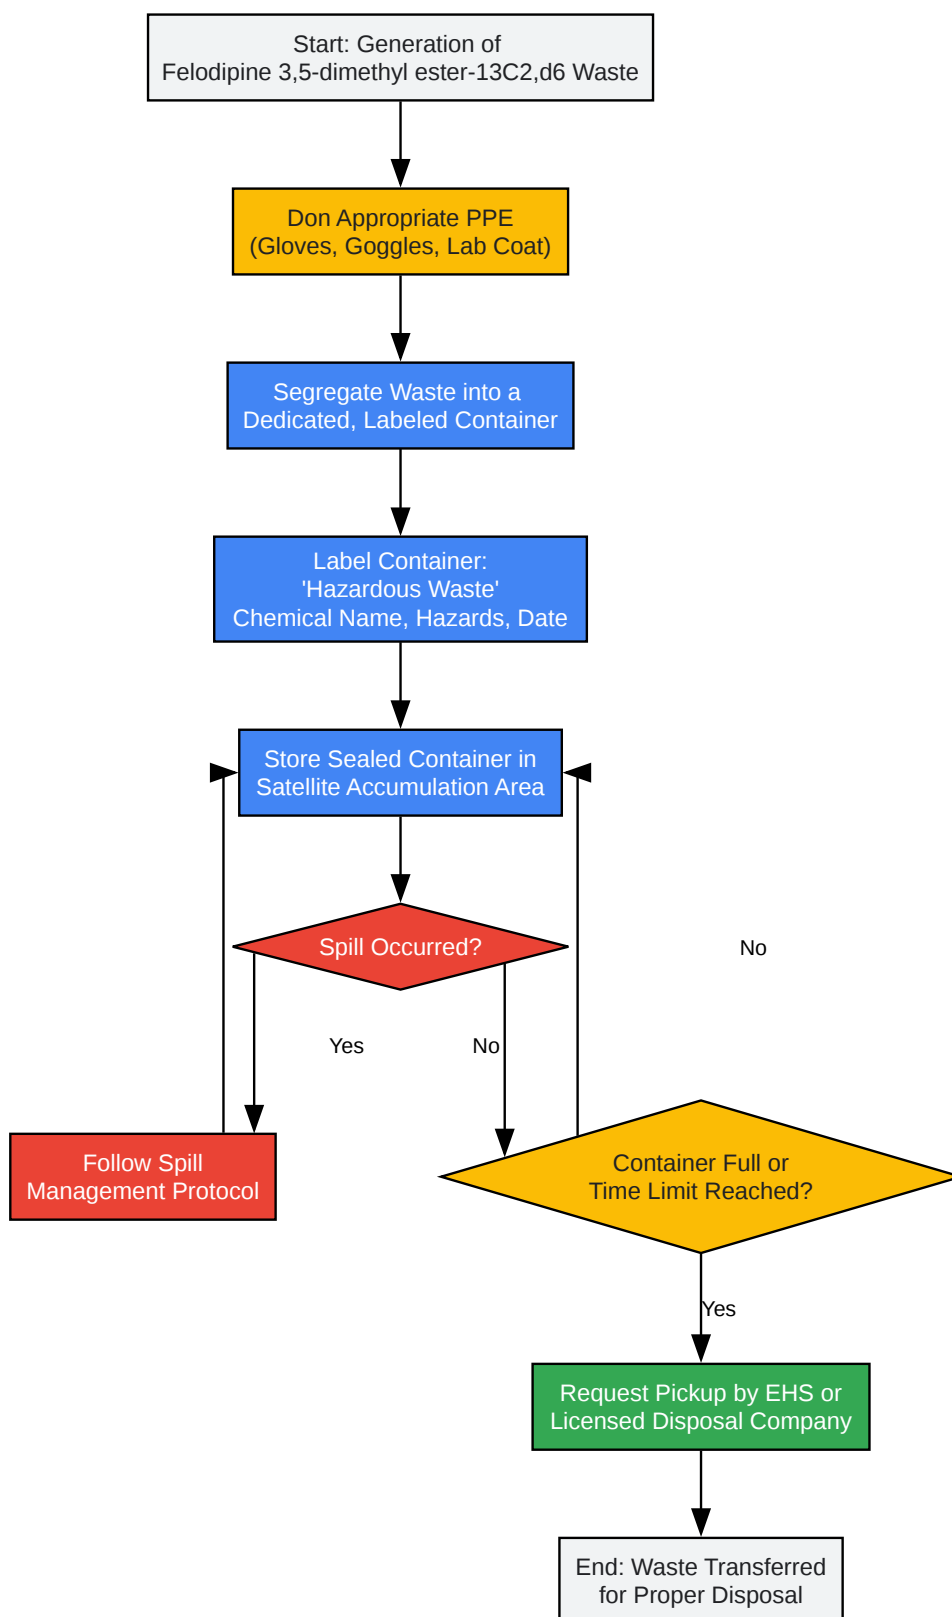 Start: Generation of
Felodipine 3,5-dimethyl ester-13C2,d6 Waste
Don Appropriate PPE
(Gloves, Goggles, Lab Coat)
Segregate Waste into a
Dedicated, Labeled Container
Label Container:
'Hazardous Waste'
Chemical Name, Hazards, Date
Store Sealed Container in
Satellite Accumulation Area
Spill Occurred?
No
Yes
No
Follow Spill
Management Protocol
Container Full or
Time Limit Reached?
Yes
Request Pickup by EHS or
Licensed Disposal Company
End: Waste Transferred
for Proper Disposal